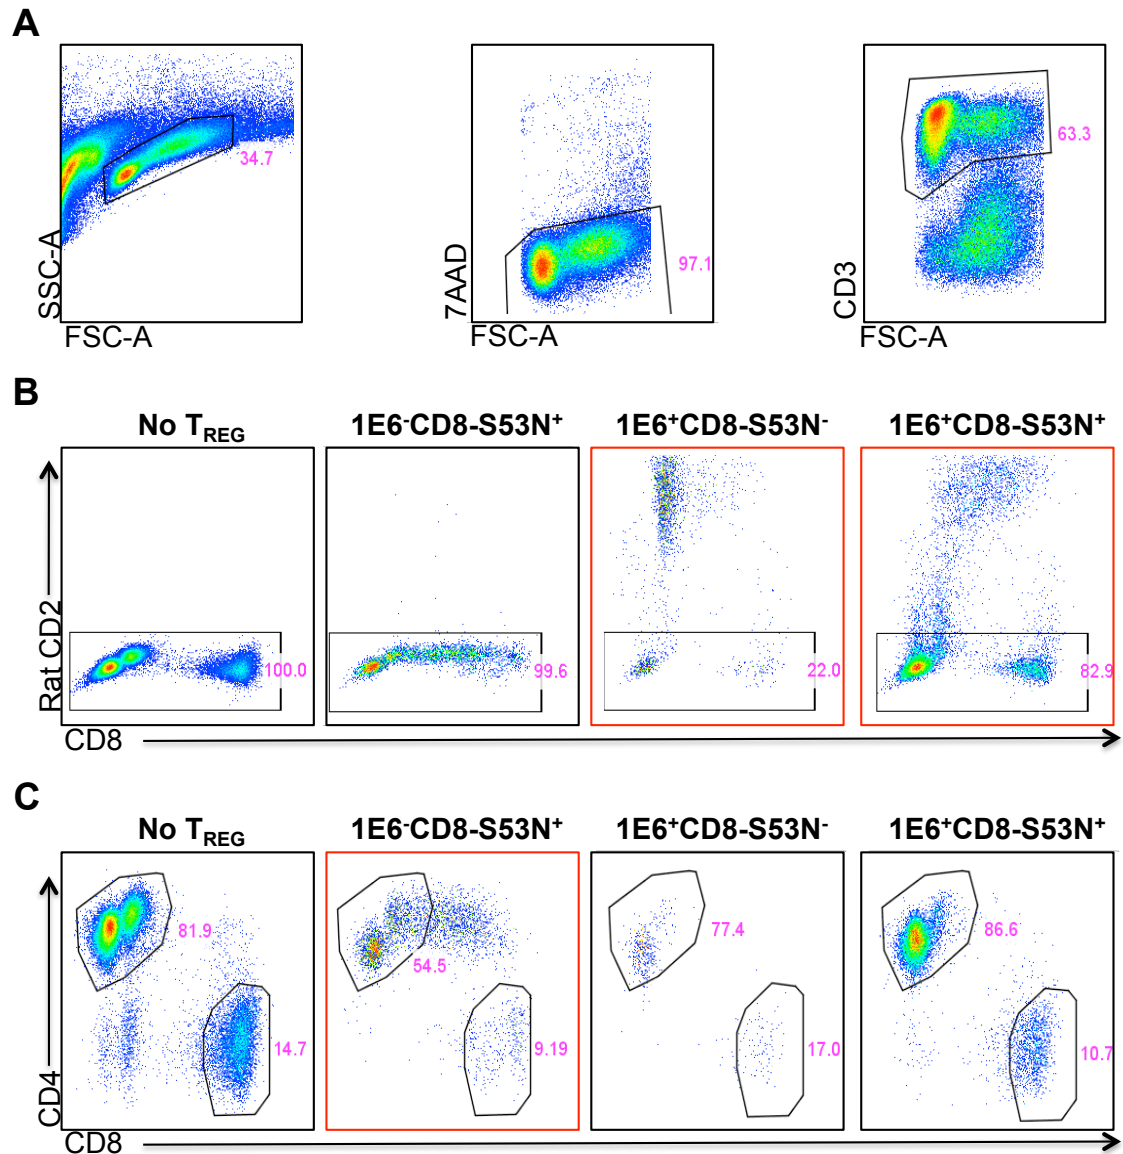 A
SSC-A
34.7
FSC-A
7AAD
97.1
FSC-A
CD3
63.3
FSC-A
B
No TREG
1E6-CD8-S53N+
1E6+CD8-S53N-
1E6+CD8-S53N+
Rat CD2
100.0
99.6
22.0
82.9
CD8
C
No TREG
1E6-CD8-S53N+
1E6+CD8-S53N-
1E6+CD8-S53N+
CD4
81.9
14.7
54.5
9.19
77.4
17.0
86.6
10.7
CD8